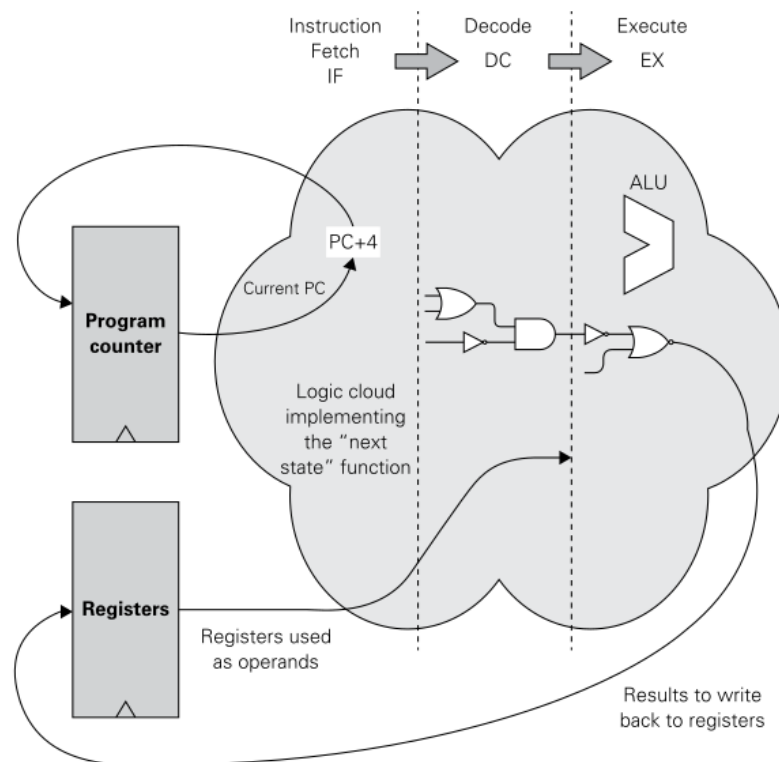 Instruction
Fetch
IF
Decode
DC
Execute
EX
ALU
PC+4
Current PC
Program
counter
Logic cloud
implementing
the “next
state” function
Registers
Registers used
as operands
Results to write
back to registers